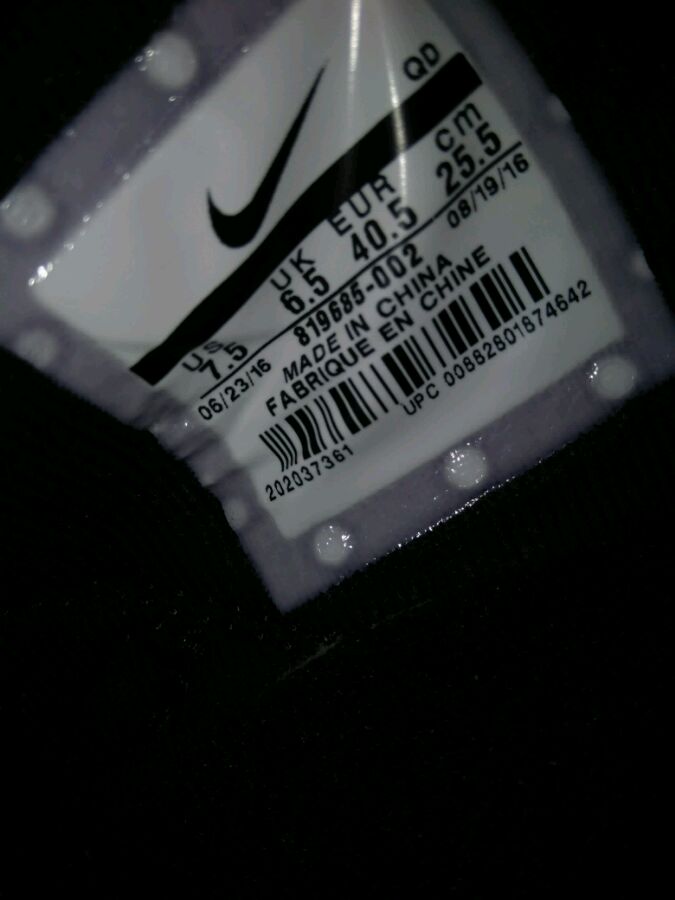 QD
US UK EUR cm
7.5 6.5 40.5 25.5
06/23/16 819685-002 08/19/16
MADE IN CHINA
FABRIQUE EN CHINE
202037361 UPC 00882801874642